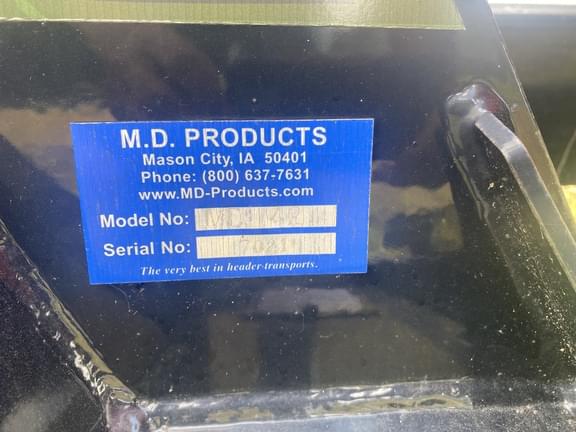 M.D. PRODUCTS
Mason City, IA 50401
Phone: (800) 637-7631
www.MD-Products.com
Model No:
Serial No:
The very best in header-transports.